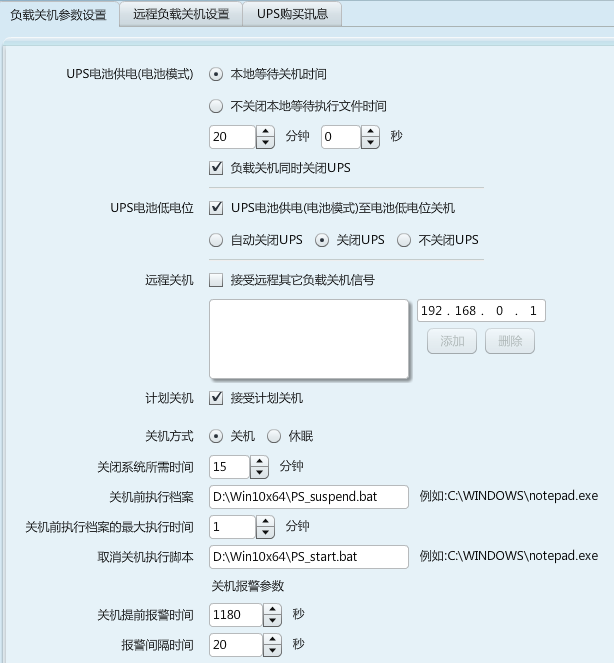 负载关机参数设置 远程负载关机设置 UPS购买讯息
UPS电池供电(电池模式) 本地等待关机时间
不关闭本地等待执行文件时间
20 分钟 0 秒
负载关机同时关闭UPS
UPS电池低电位 UPS电池供电(电池模式)至电池低电位关机
自动关闭UPS 关闭UPS 不关闭UPS
远程关机 接受远程其它负载关机信号
192 . 168 . 0 . 1
添加 删除
计划关机 接受计划关机
关机方式 关机 休眠
关闭系统所需时间 15 分钟
关机前执行档案 D:\Win10x64\PS_suspend.bat 例如:C:\WINDOWS\notepad.exe
关机前执行档案的最大执行时间 1 分钟
取消关机执行脚本 D:\Win10x64\PS_start.bat 例如:C:\WINDOWS\notepad.exe
关机报警参数
关机提前报警时间 1180 秒
报警间隔时间 20 秒